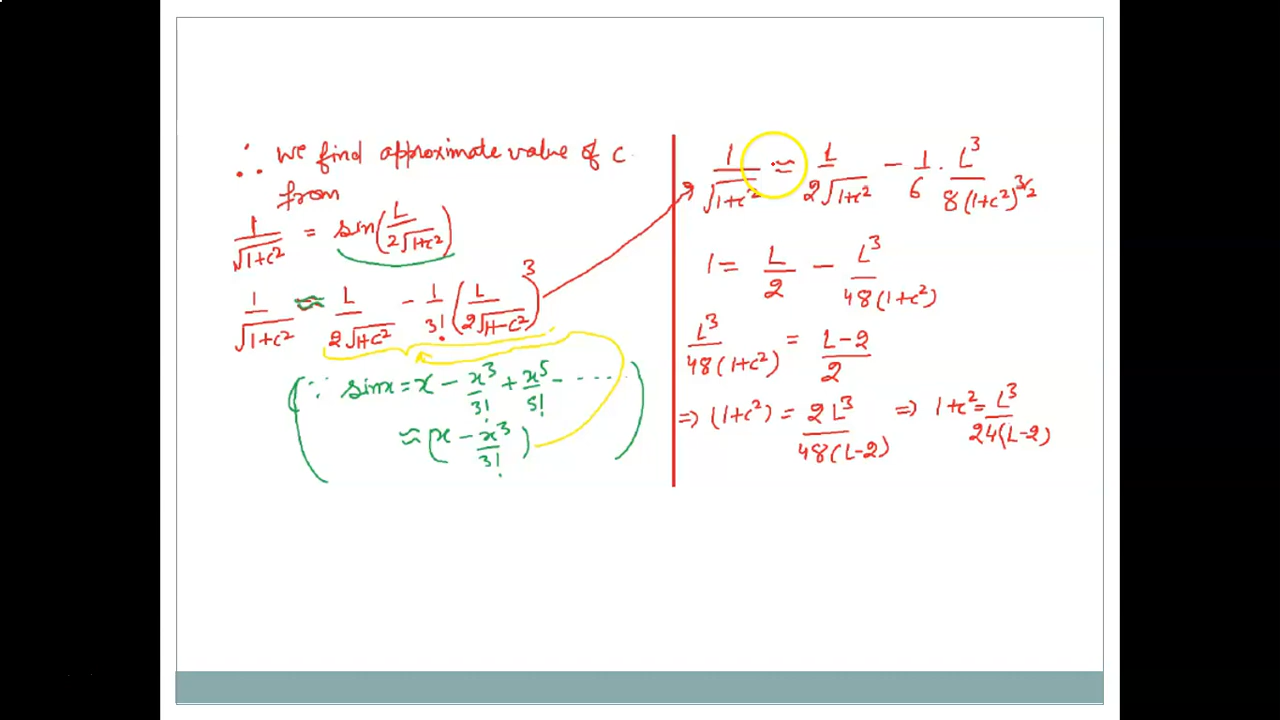 ∴ We find approximate value of c
from
1/√(1+c²) = sin(L/(2√(1+c²)))
1/√(1+c²) ≈ L/(2√(1+c²)) - 1/3! (L/(2√(1+c²)))³
(∵ sinx = x - x³/3! + x⁵/5! - ....
≈ (x - x³/3!))
1/√(1+c²) ≈ L/(2√(1+c²)) - 1/6 · L³/(8(1+c²)^(3/2))
1 = L/2 - L³/(48(1+c²))
L³/(48(1+c²)) = (L-2)/2
⇒ (1+c²) = 2L³/(48(L-2)) ⇒ 1+c² = L³/(24(L-2))